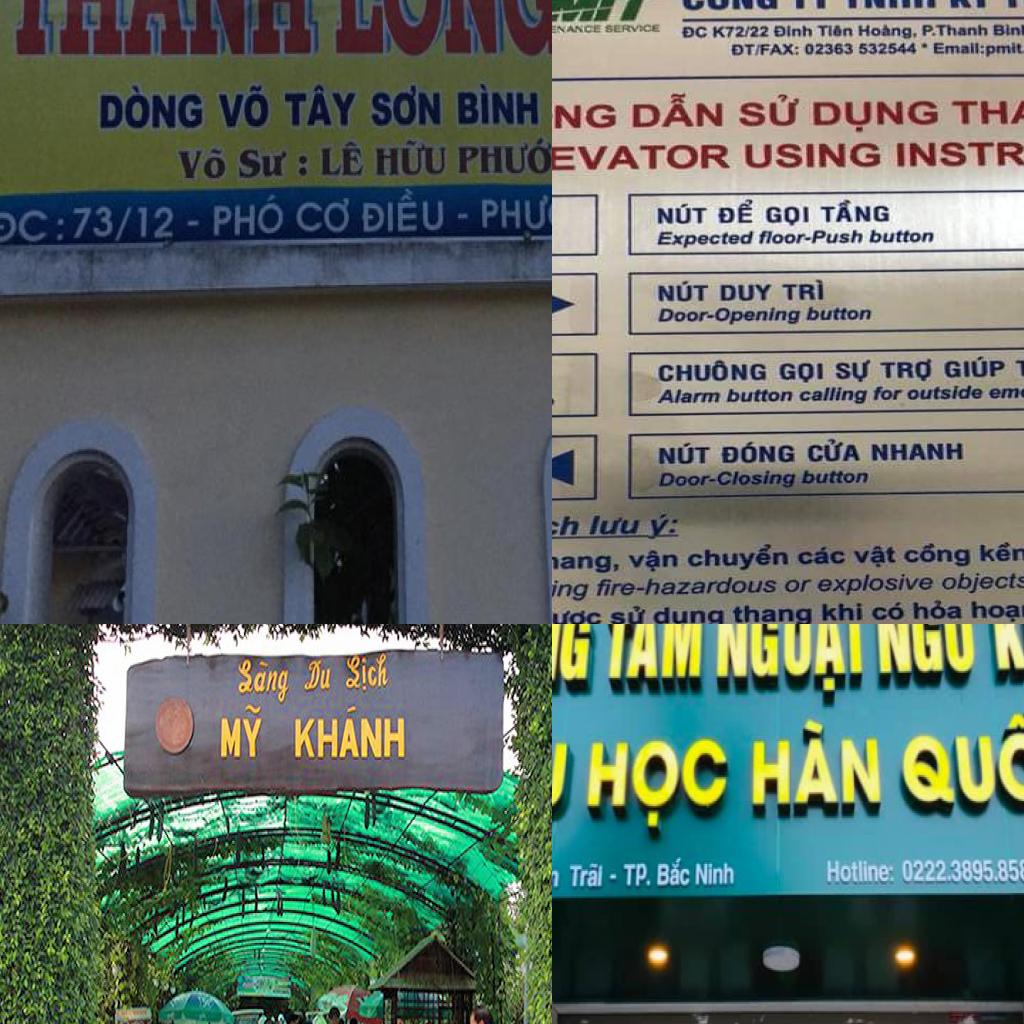 THANH LONG
DÒNG VÕ TÂY SƠN BÌNH
Võ Sư : LÊ HỮU PHƯỚ
ĐC : 73/12 - PHÓ CƠ ĐIỀU - PHƯ
ENANCE SERVICE
CÔNG TY TNHH KỸ T
ĐC K72/22 Đinh Tiên Hoàng, P.Thanh Bìn
ĐT/FAX: 02363 532544 * Email:pmit
NG DẪN SỬ DỤNG THA
EVATOR USING INSTR
NÚT ĐỂ GỌI TẦNG
Expected floor-Push button
NÚT DUY TRÌ
Door-Opening button
CHUÔNG GỌI SỰ TRỢ GIÚP T
Alarm button calling for outside eme
NÚT ĐÓNG CỬA NHANH
Door-Closing button
ch lưu ý:
hang, vận chuyển các vật cồng kền
ing fire-hazardous or explosive objects
ược sử dụng thang khi có hỏa hoạn
Làng Du Lịch
MỸ KHÁNH
NG TÂM NGOẠI NGỮ K
U HỌC HÀN QUỐ
n Trãi - TP. Bắc Ninh
Hotline: 0222.3895.858